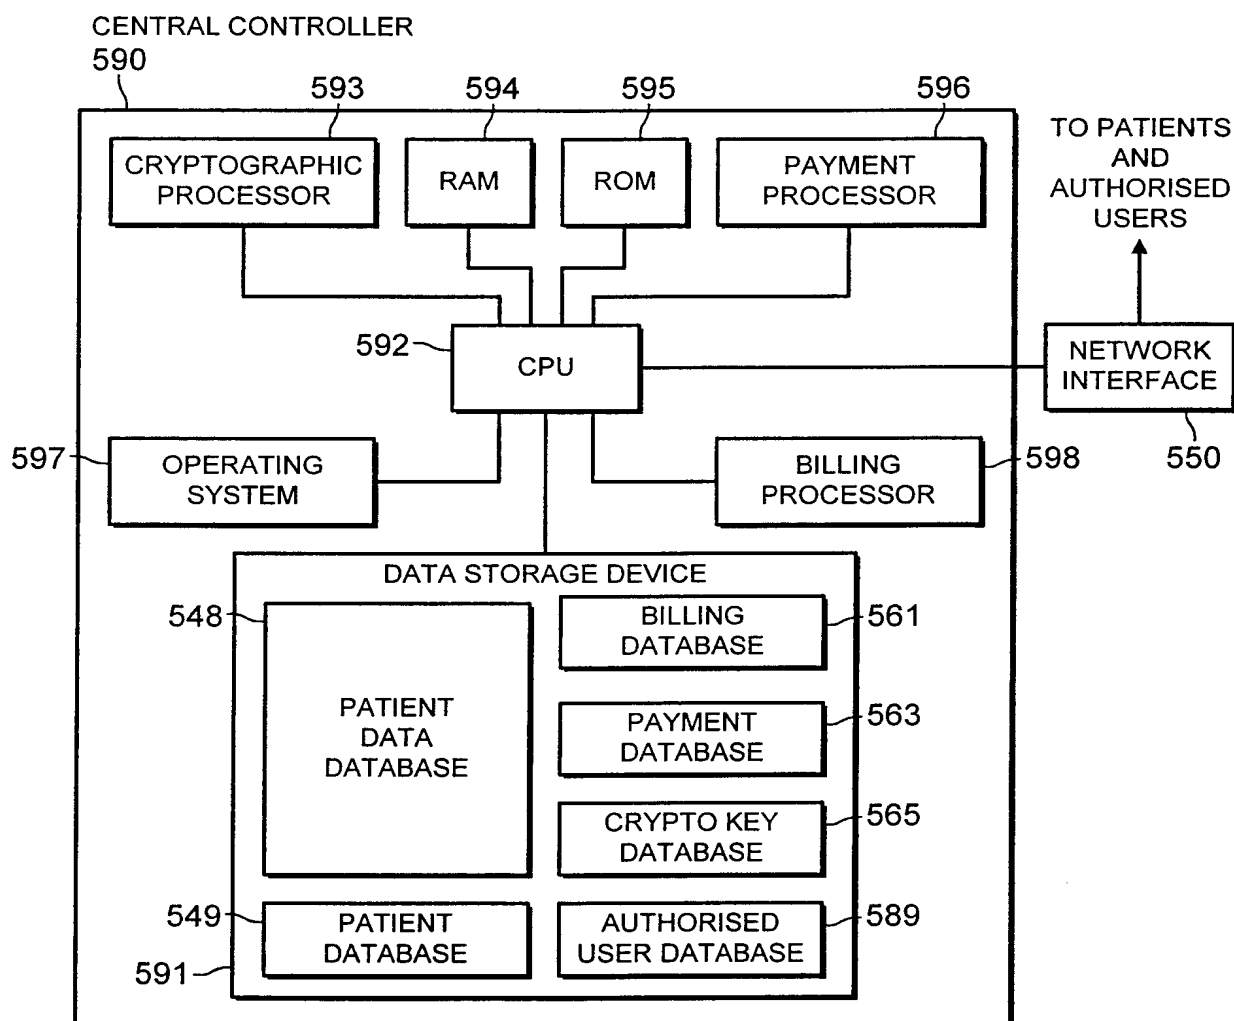 CENTRAL CONTROLLER
590
593
594
595
596
CRYPTOGRAPHIC
PROCESSOR
RAM
ROM
PAYMENT
PROCESSOR
TO PATIENTS
AND
AUTHORISED
USERS
592
CPU
NETWORK
INTERFACE
550
597
OPERATING
SYSTEM
BILLING
PROCESSOR
598
DATA STORAGE DEVICE
548
PATIENT
DATA
DATABASE
BILLING
DATABASE
561
PAYMENT
DATABASE
563
CRYPTO KEY
DATABASE
565
549
PATIENT
DATABASE
AUTHORISED
USER DATABASE
589
591